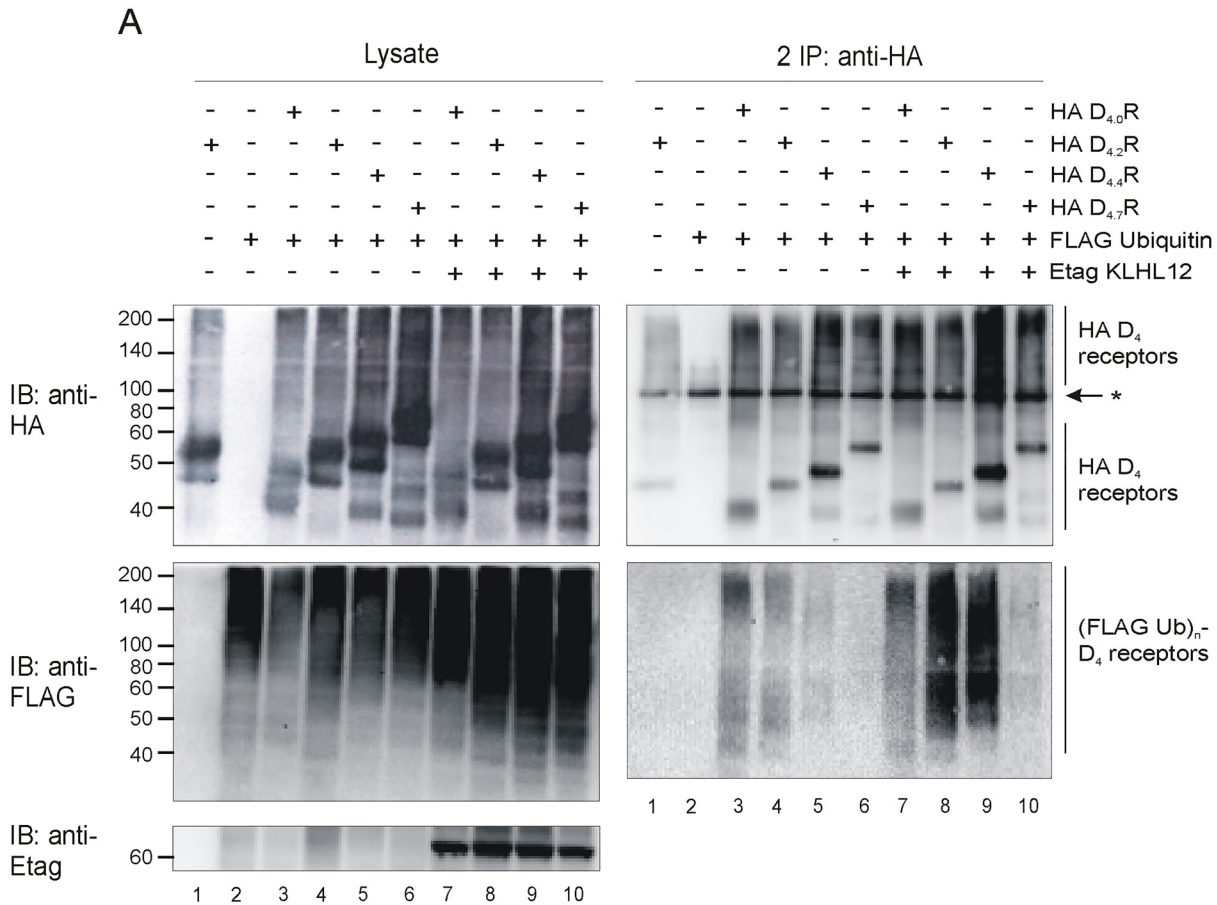 A
Lysate
2 IP: anti-HA
- - + - - - + - - - - - + - - - + - - - HA D4.0R
+ - - + - - - + - - + - - + - - - + - - HA D4.2R
- - - - + - - - + - - - - - + - - - + - HA D4.4R
- - - - - + - - - + - - - - - + - - - + HA D4.7R
- + + + + + + + + + - + + + + + + + + + FLAG Ubiquitin
- - - - - - + + + + - - - - - - + + + + Etag KLHL12
IB: anti-
HA
200
140
100
80
60
50
40
HA D4
receptors
*
HA D4
receptors
IB: anti-
FLAG
200
140
100
80
60
50
40
(FLAG Ub)n-
D4 receptors
1 2 3 4 5 6 7 8 9 10
IB: anti-
Etag
60
1 2 3 4 5 6 7 8 9 10